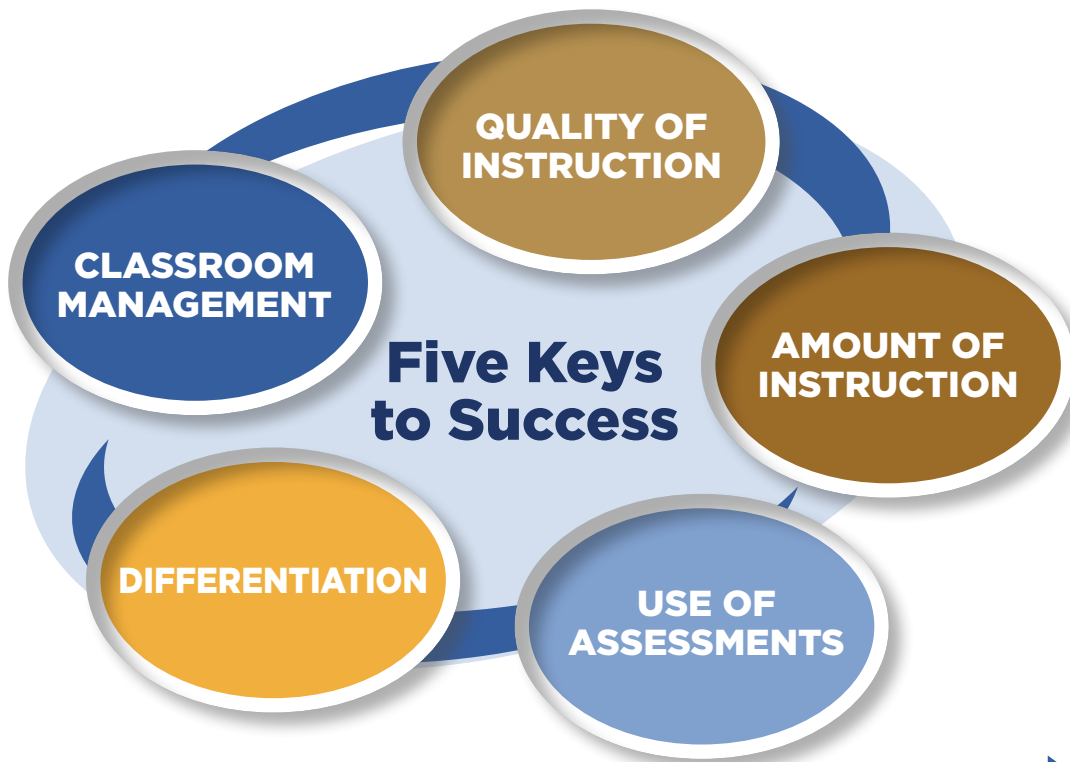 QUALITY OF
INSTRUCTION
CLASSROOM
MANAGEMENT
AMOUNT OF
INSTRUCTION
Five Keys
to Success
DIFFERENTIATION
USE OF
ASSESSMENTS